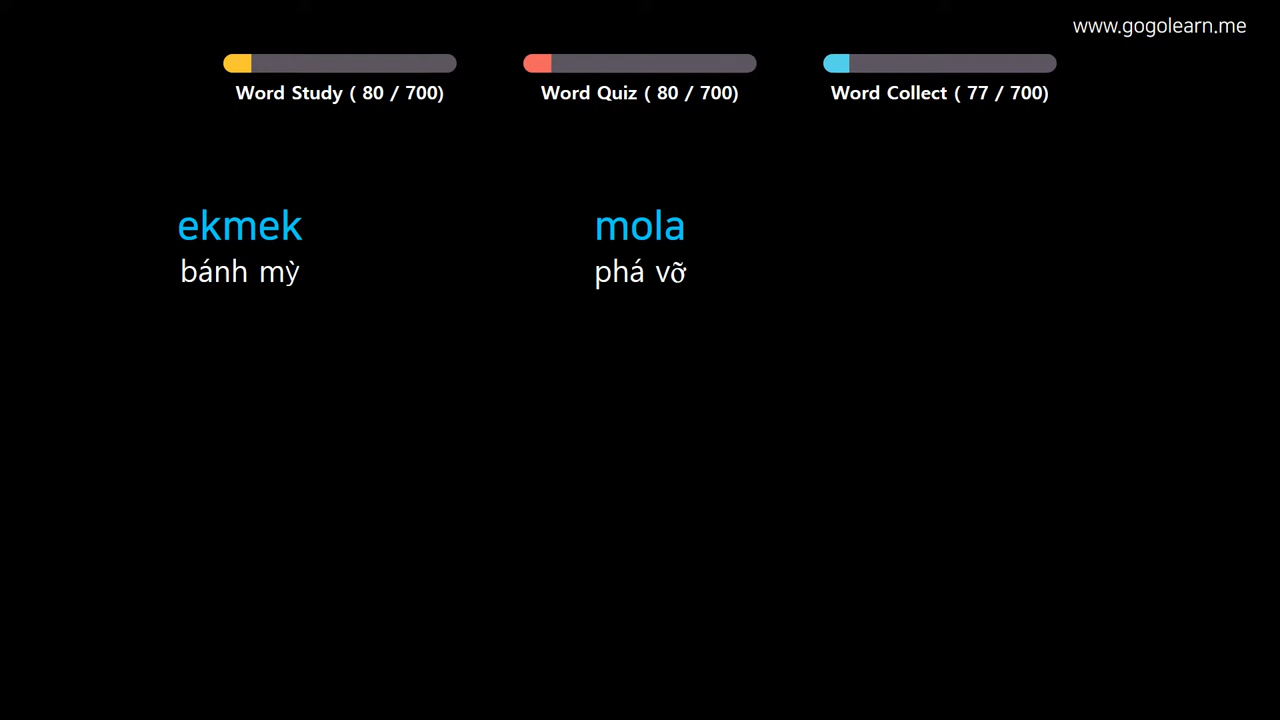 www.gogolearn.me
Word Study ( 80 / 700)
Word Quiz ( 80 / 700)
Word Collect ( 77 / 700)
ekmek
bánh mỳ
mola
phá vỡ